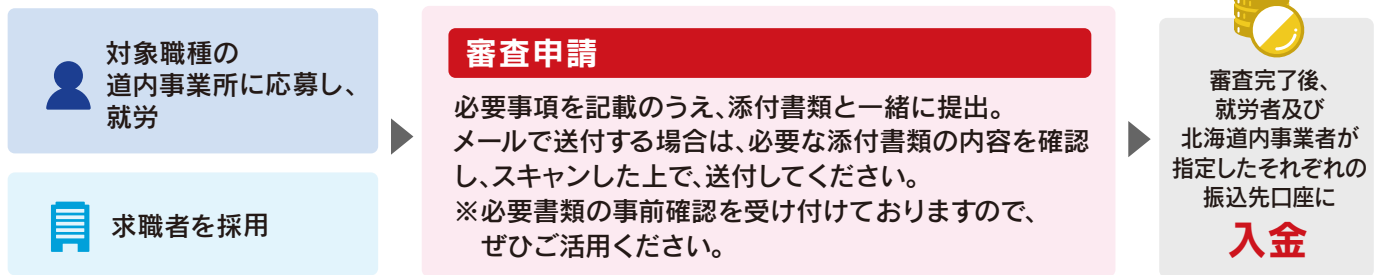 対象職種の
道内事業所に応募し、
就労
求職者を採用
審査申請
必要事項を記載のうえ、添付書類と一緒に提出。
メールで送付する場合は、必要な添付書類の内容を確認
し、スキャンした上で、送付してください。
※必要書類の事前確認を受け付けておりますので、
ぜひご活用ください。
審査完了後、
就労者及び
北海道内事業者が
指定したそれぞれの
振込先口座に
入金